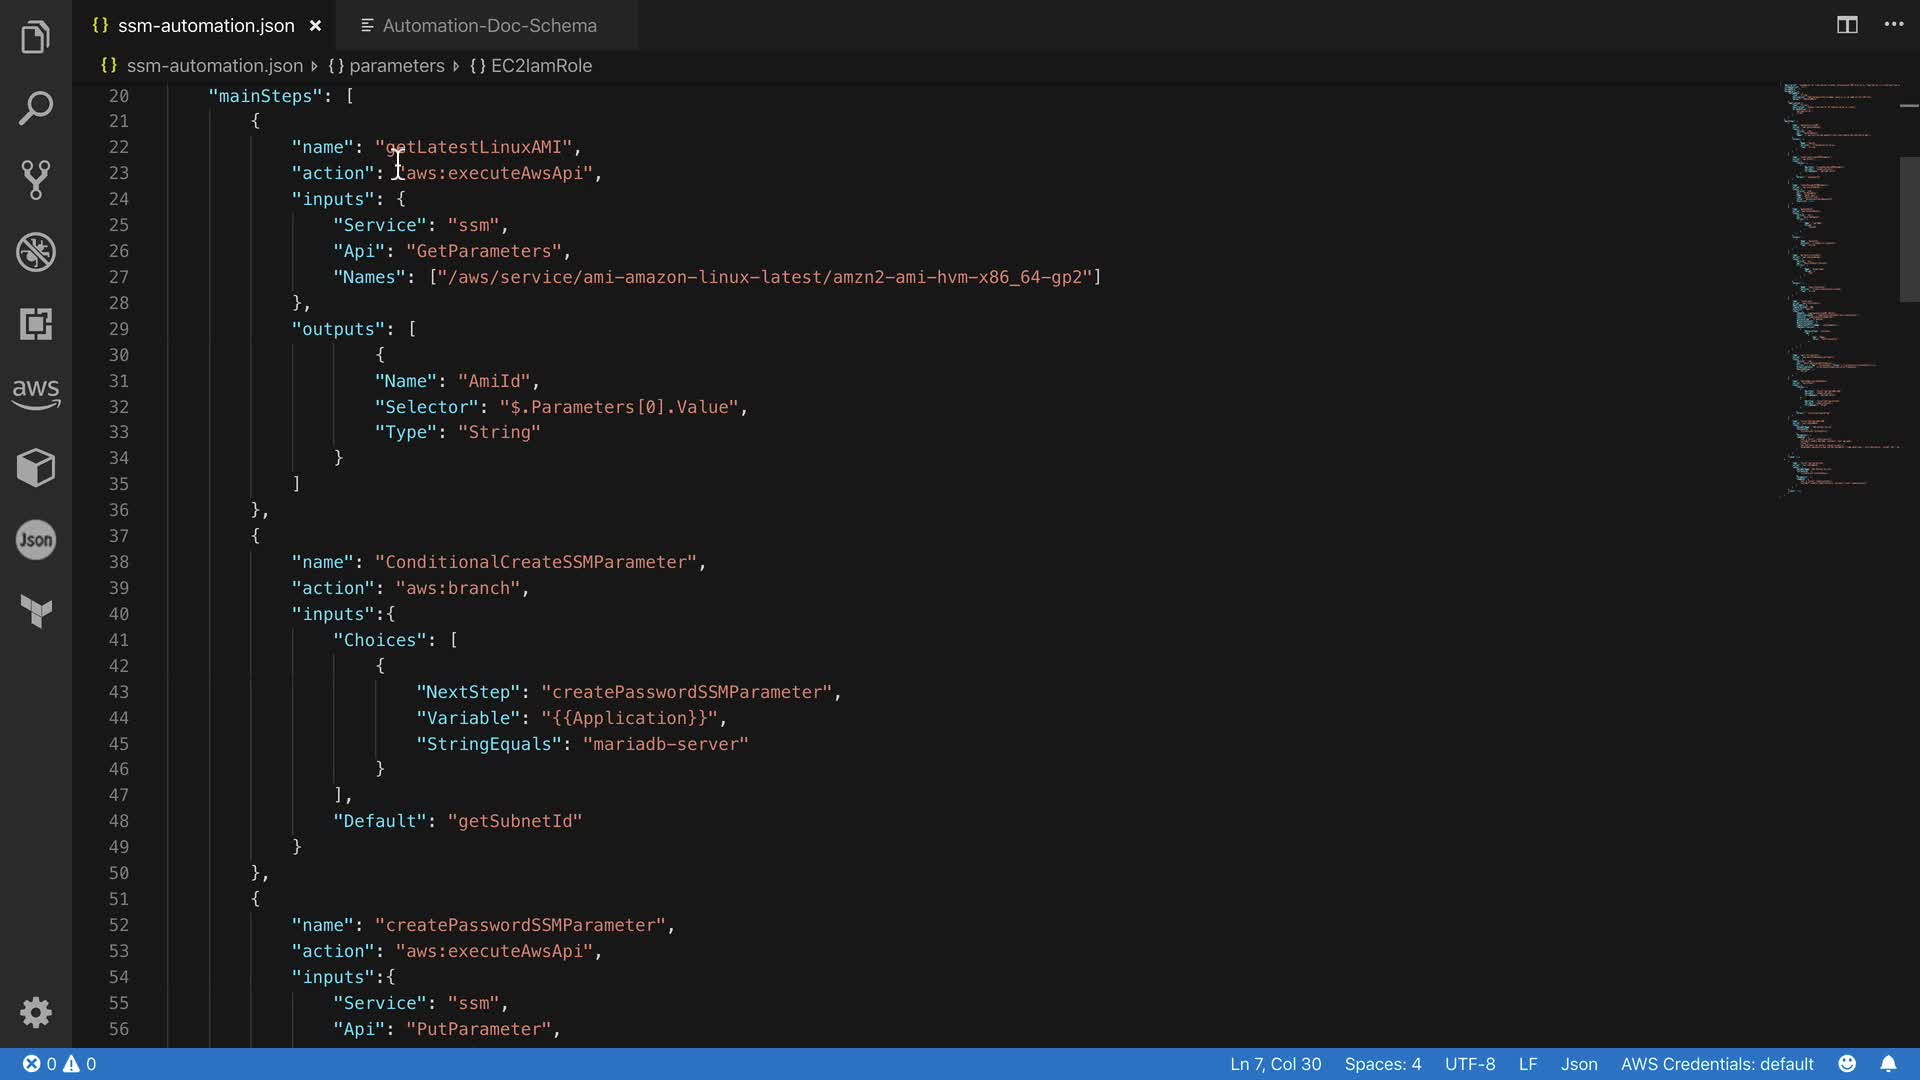 {} ssm-automation.json ×
Automation-Doc-Schema
{} ssm-automation.json ▸ {} parameters ▸ {} EC2IamRole
20 "mainSteps": [
21 {
22 "name": "getLatestLinuxAMI",
23 "action": "aws:executeAwsApi",
24 "inputs": {
25 "Service": "ssm",
26 "Api": "GetParameters",
27 "Names": ["/aws/service/ami-amazon-linux-latest/amzn2-ami-hvm-x86_64-gp2"]
28 },
29 "outputs": [
30 {
31 "Name": "AmiId",
32 "Selector": "$.Parameters[0].Value",
33 "Type": "String"
34 }
35 ]
36 },
37 {
38 "name": "ConditionalCreateSSMParameter",
39 "action": "aws:branch",
40 "inputs":{
41 "Choices": [
42 {
43 "NextStep": "createPasswordSSMParameter",
44 "Variable": "{{Application}}",
45 "StringEquals": "mariadb-server"
46 }
47 ],
48 "Default": "getSubnetId"
49 }
50 },
51 {
52 "name": "createPasswordSSMParameter",
53 "action": "aws:executeAwsApi",
54 "inputs":{
55 "Service": "ssm",
56 "Api": "PutParameter",
aws
Json
0 0
Ln 7, Col 30 Spaces: 4 UTF-8 LF Json AWS Credentials: default